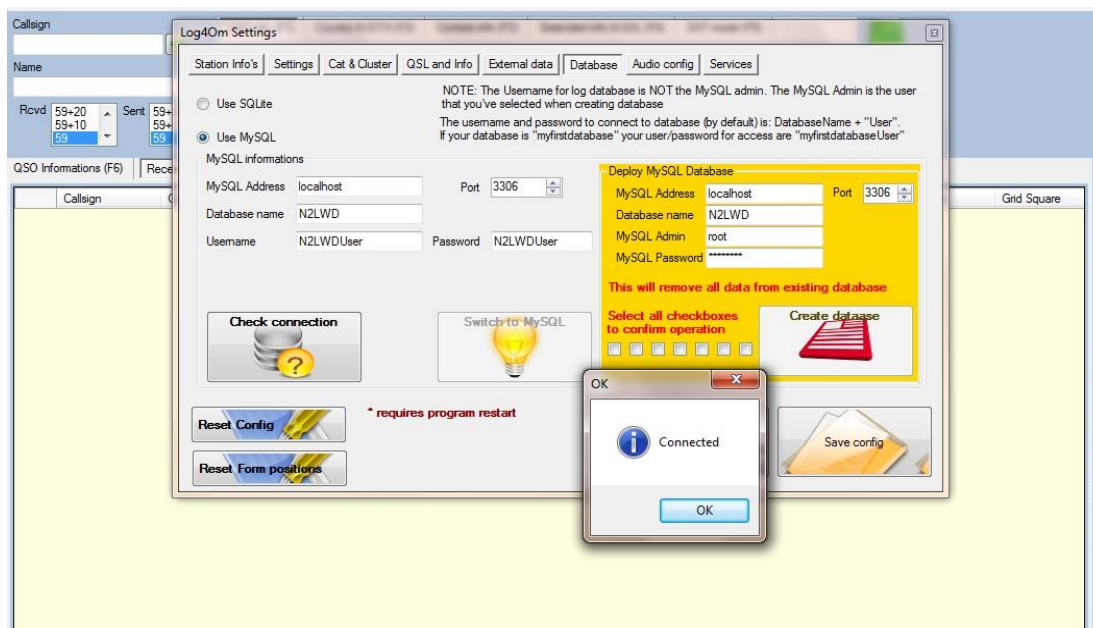 Callsign
Log4Om Settings
Name
Station Info's Settings Cat & Cluster QSL and Info External data Database Audio config Services
Use SQLite
NOTE: The Username for log database is NOT the MySQL admin. The MySQL Admin is the user
that you've selected when creating database
The username and password to connect to database (by default) is: DatabaseName + "User".
If your database is "myfirstdatabase" your user/password for access are "myfirstdatabaseUser"
Rcvd 59+20 Sent 59+
59+10 59+
59 59
Use MySQL
QSO Informations (F6) Rece
MySQL informations
Deploy MySQL Database
MySQL Address localhost Port 3306
MySQL Address localhost Port 3306
Callsign Grid Square
Database name N2LWD
Database name N2LWD
Username N2LWDUser Password N2LWDUser
MySQL Admin root
MySQL Password ********
This will remove all data from existing database
Check connection
Switch to MySQL
Select all checkboxes
to confirm operation
Create dataase
OK
Connected
OK
* requires program restart
Reset Config
Save config
Reset Form positions